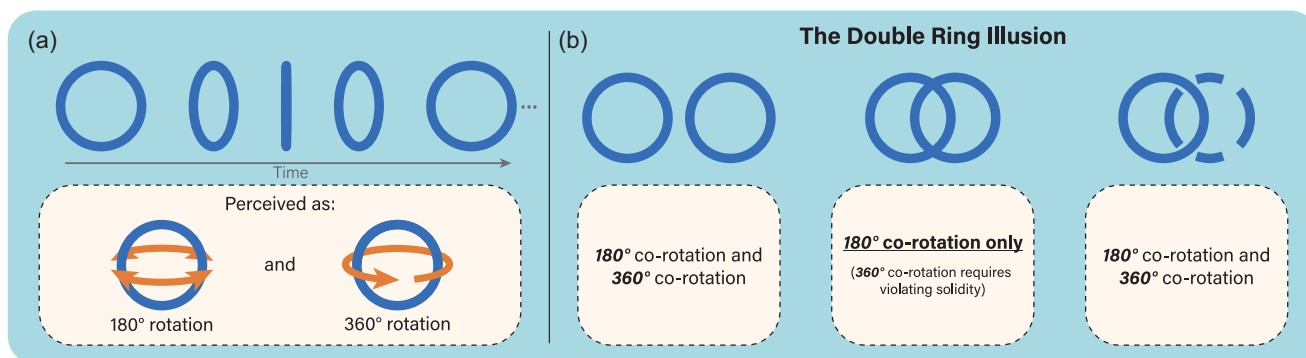 (a)
...
Time
Perceived as:
and
180° rotation
360° rotation
(b)
The Double Ring Illusion
180° co-rotation and
360° co-rotation
180° co-rotation only
(360° co-rotation requires
violating solidity)
180° co-rotation and
360° co-rotation